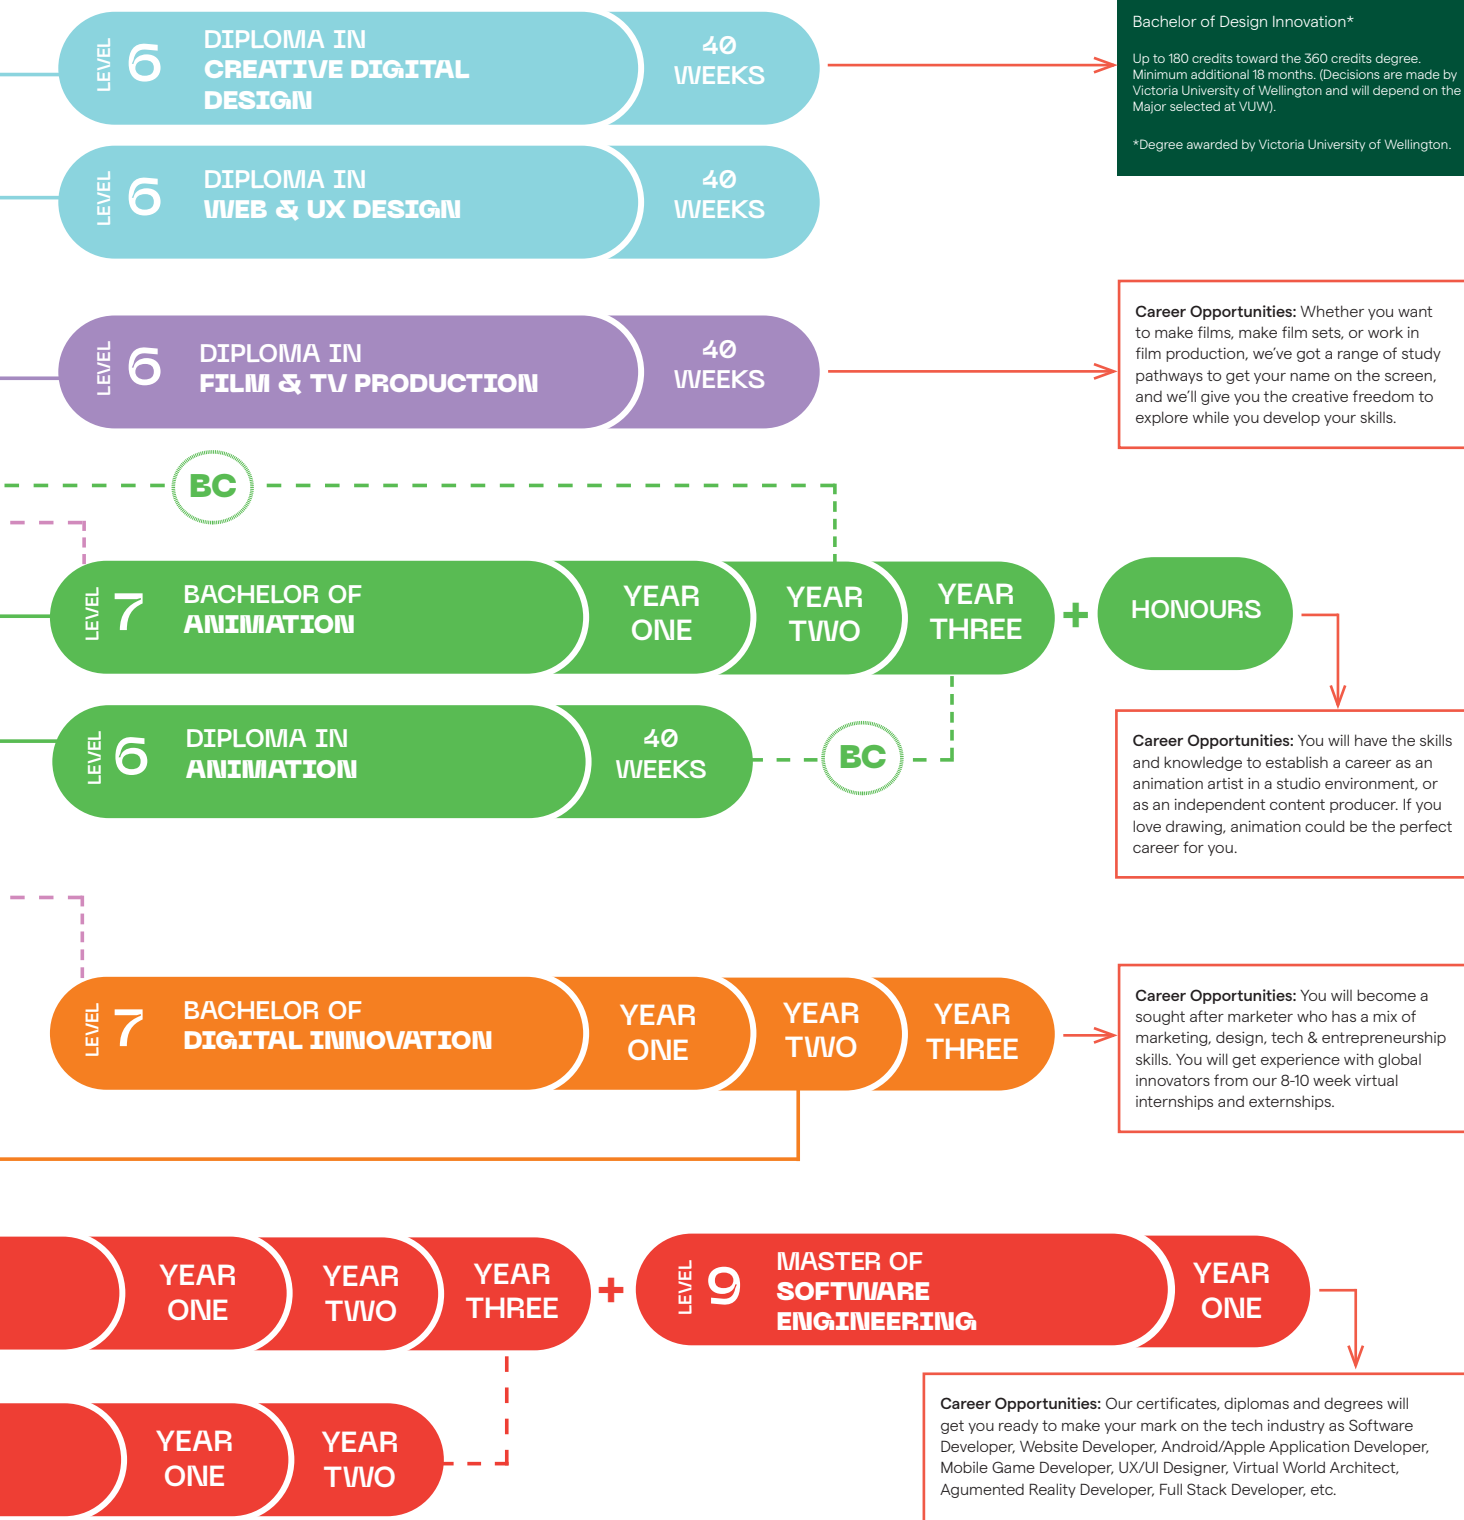 LEVEL 6
DIPLOMA IN
CREATIVE DIGITAL
DESIGN
40
WEEKS
Bachelor of Design Innovation*
Up to 180 credits toward the 360 credits degree.
Minimum additional 18 months. (Decisions are made by
Victoria University of Wellington and will depend on the
Major selected at VUW).
*Degree awarded by Victoria University of Wellington.
LEVEL 6
DIPLOMA IN
WEB & UX DESIGN
40
WEEKS
LEVEL 6
DIPLOMA IN
FILM & TV PRODUCTION
40
WEEKS
Career Opportunities: Whether you want
to make films, make film sets, or work in
film production, we've got a range of study
pathways to get your name on the screen,
and we'll give you the creative freedom to
explore while you develop your skills.
BC
LEVEL 7
BACHELOR OF
ANIMATION
YEAR
ONE
YEAR
TWO
YEAR
THREE
+
HONOURS
LEVEL 6
DIPLOMA IN
ANIMATION
40
WEEKS
BC
Career Opportunities: You will have the skills
and knowledge to establish a career as an
animation artist in a studio environment, or
as an independent content producer. If you
love drawing, animation could be the perfect
career for you.
LEVEL 7
BACHELOR OF
DIGITAL INNOVATION
YEAR
ONE
YEAR
TWO
YEAR
THREE
Career Opportunities: You will become a
sought after marketer who has a mix of
marketing, design, tech & entrepreneurship
skills. You will get experience with global
innovators from our 8-10 week virtual
internships and externships.
YEAR
ONE
YEAR
TWO
YEAR
THREE
+
LEVEL 9
MASTER OF
SOFTWARE
ENGINEERING
YEAR
ONE
YEAR
ONE
YEAR
TWO
Career Opportunities: Our certificates, diplomas and degrees will
get you ready to make your mark on the tech industry as Software
Developer, Website Developer, Android/Apple Application Developer,
Mobile Game Developer, UX/UI Designer, Virtual World Architect,
Agumented Reality Developer, Full Stack Developer, etc.